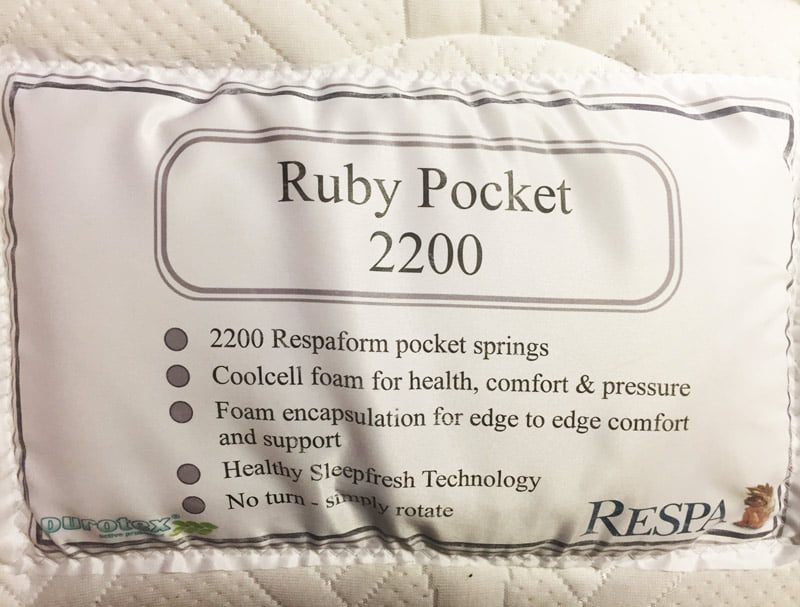 Ruby Pocket
2200
2200 Respaform pocket springs
Coolcell foam for health, comfort & pressure
Foam encapsulation for edge to edge comfort
and support
Healthy Sleepfresh Technology
No turn - simply rotate
purotex
RESPA